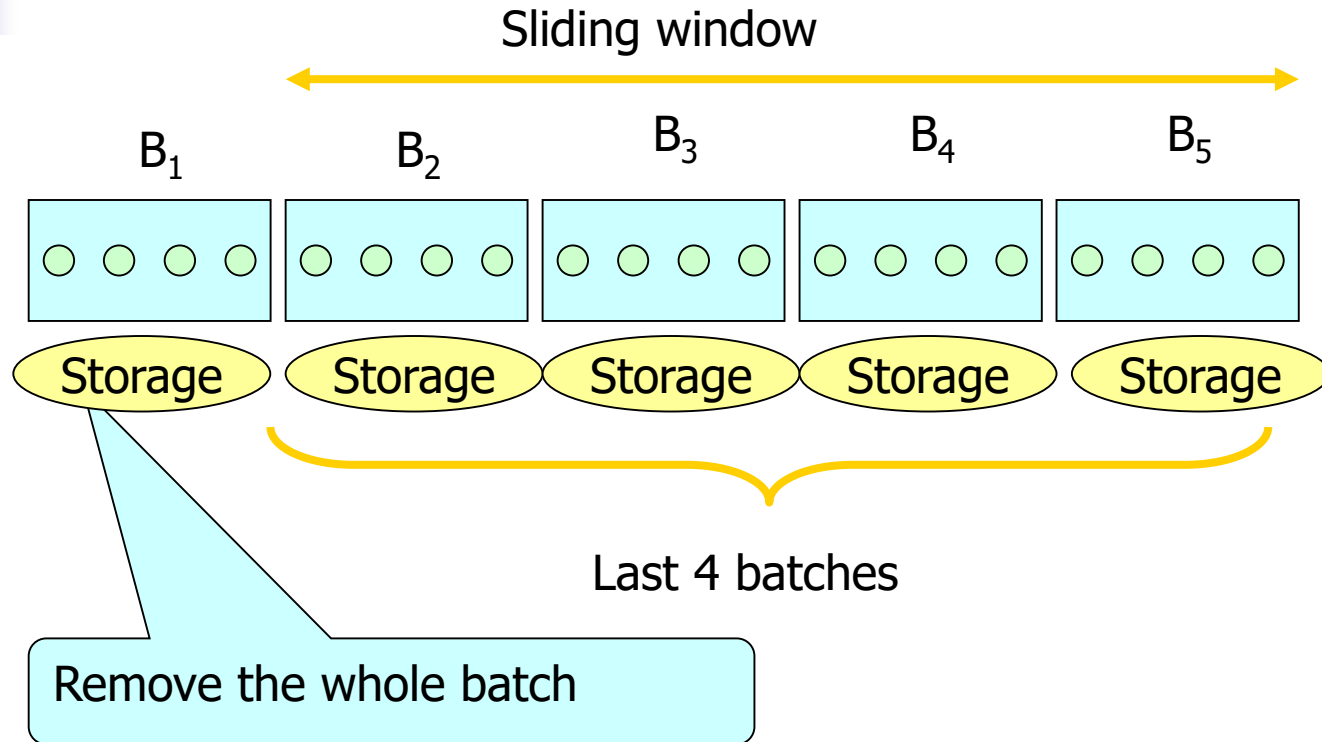 Sliding window
B₁ B₂ B₃ B₄ B₅
Storage Storage Storage Storage Storage
Last 4 batches
Remove the whole batch